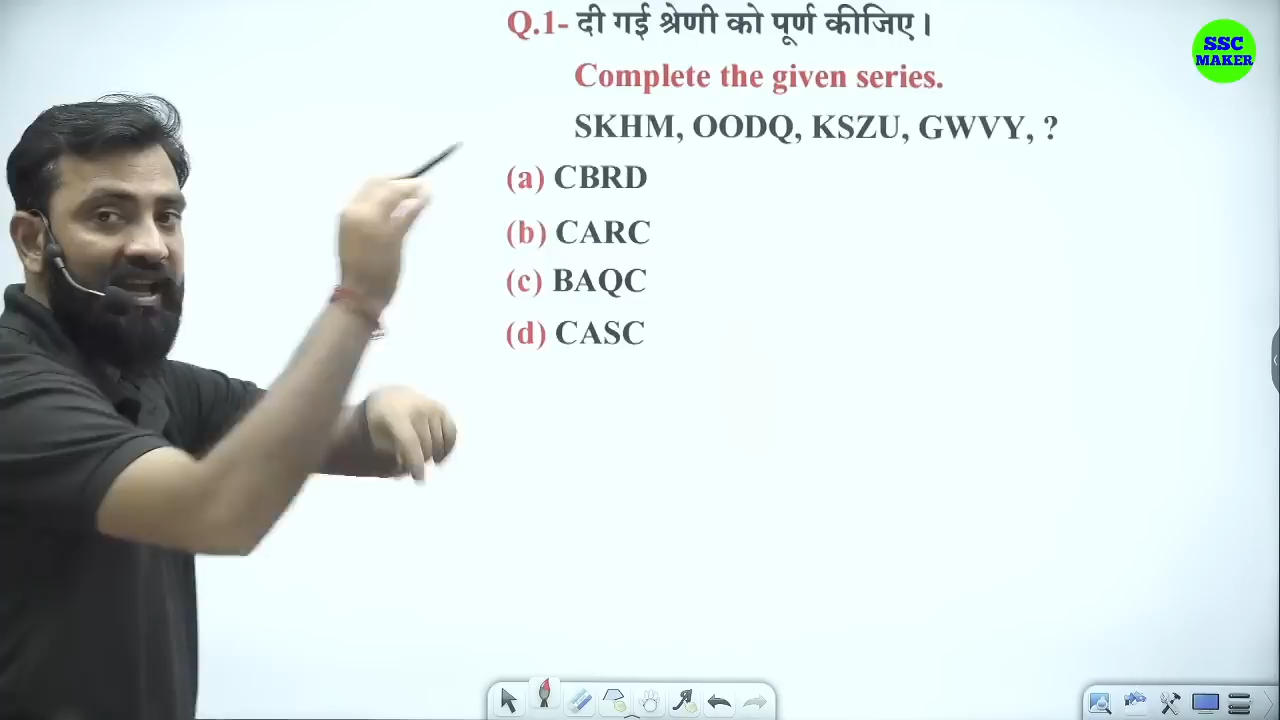 Q.1- दी गई श्रेणी को पूर्ण कीजिए।
Complete the given series.
SKHM, OODQ, KSZU, GWVY, ?
(a) CBRD
(b) CARC
(c) BAQC
(d) CASC
SSC
MAKER